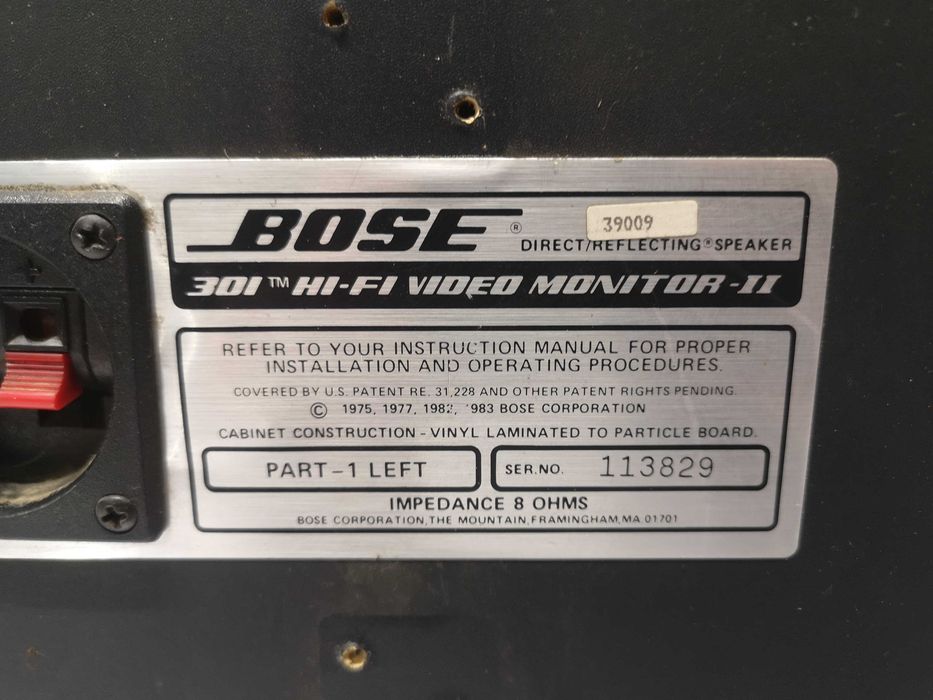 BOSE ®
39009
DIRECT/REFLECTING® SPEAKER
301™ HI-FI VIDEO MONITOR-II
REFER TO YOUR INSTRUCTION MANUAL FOR PROPER
INSTALLATION AND OPERATING PROCEDURES.
COVERED BY U.S. PATENT RE. 31,228 AND OTHER PATENT RIGHTS PENDING.
© 1975, 1977, 1982, 1983 BOSE CORPORATION
CABINET CONSTRUCTION - VINYL LAMINATED TO PARTICLE BOARD.
PART-1 LEFT
SER. NO. 113829
IMPEDANCE 8 OHMS
BOSE CORPORATION, THE MOUNTAIN, FRAMINGHAM, MA 01701